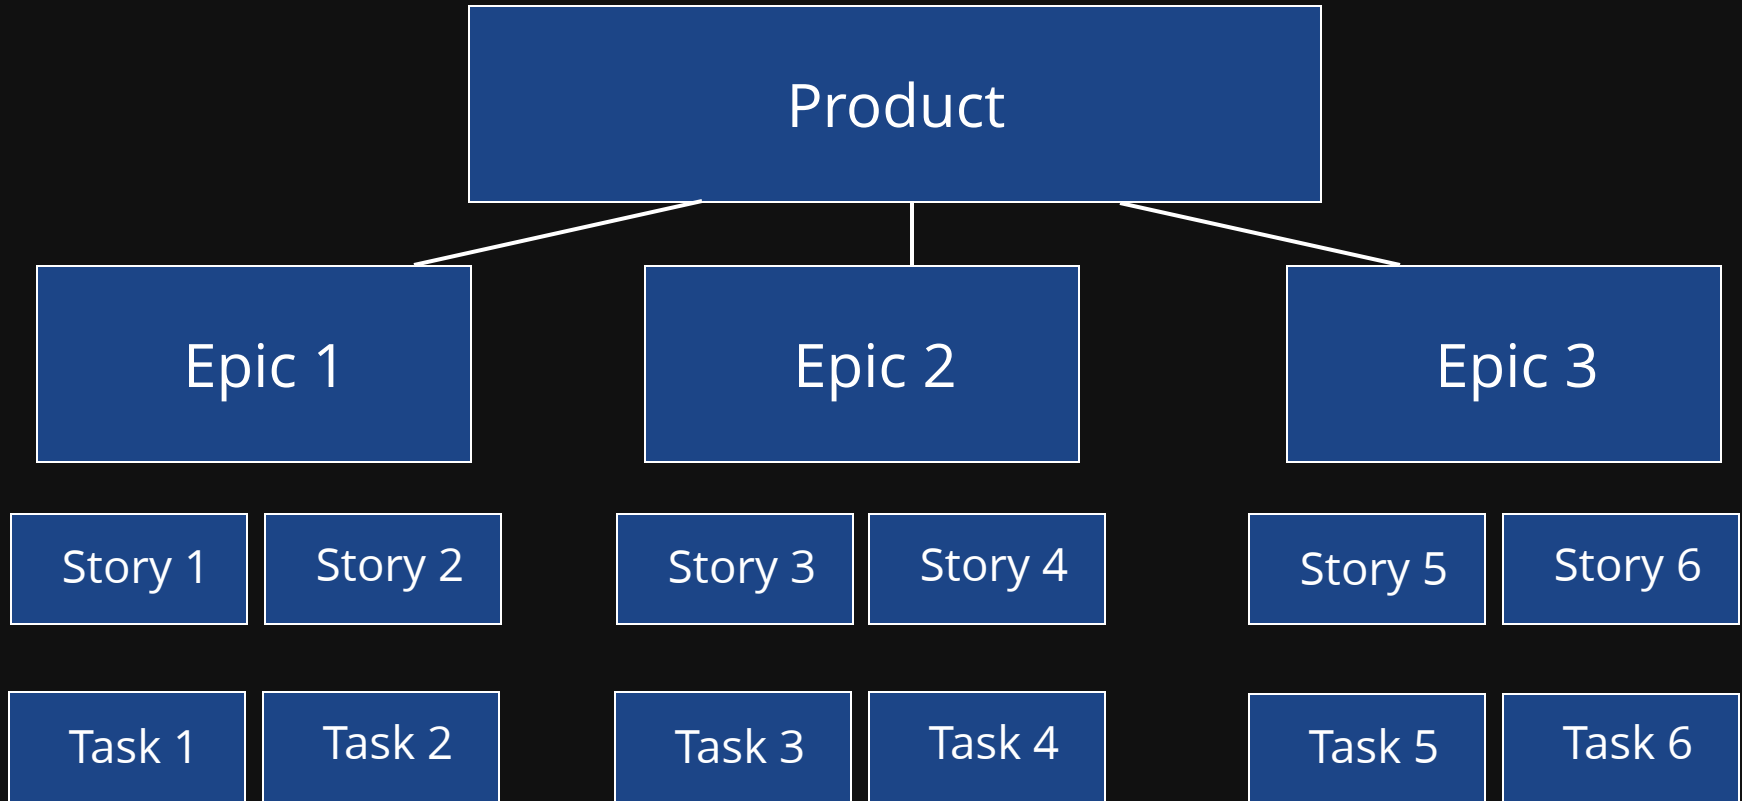 Product
Epic 1
Epic 2
Epic 3
Story 1
Story 2
Story 3
Story 4
Story 5
Story 6
Task 1
Task 2
Task 3
Task 4
Task 5
Task 6